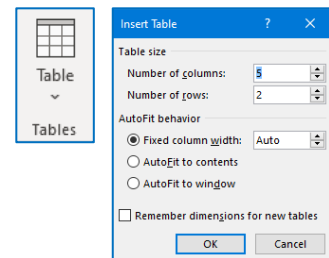 Table
Tables
Insert Table ? ×
Table size
Number of columns: 5
Number of rows: 2
AutoFit behavior
Fixed column width: Auto
AutoFit to contents
AutoFit to window
Remember dimensions for new tables
OK Cancel